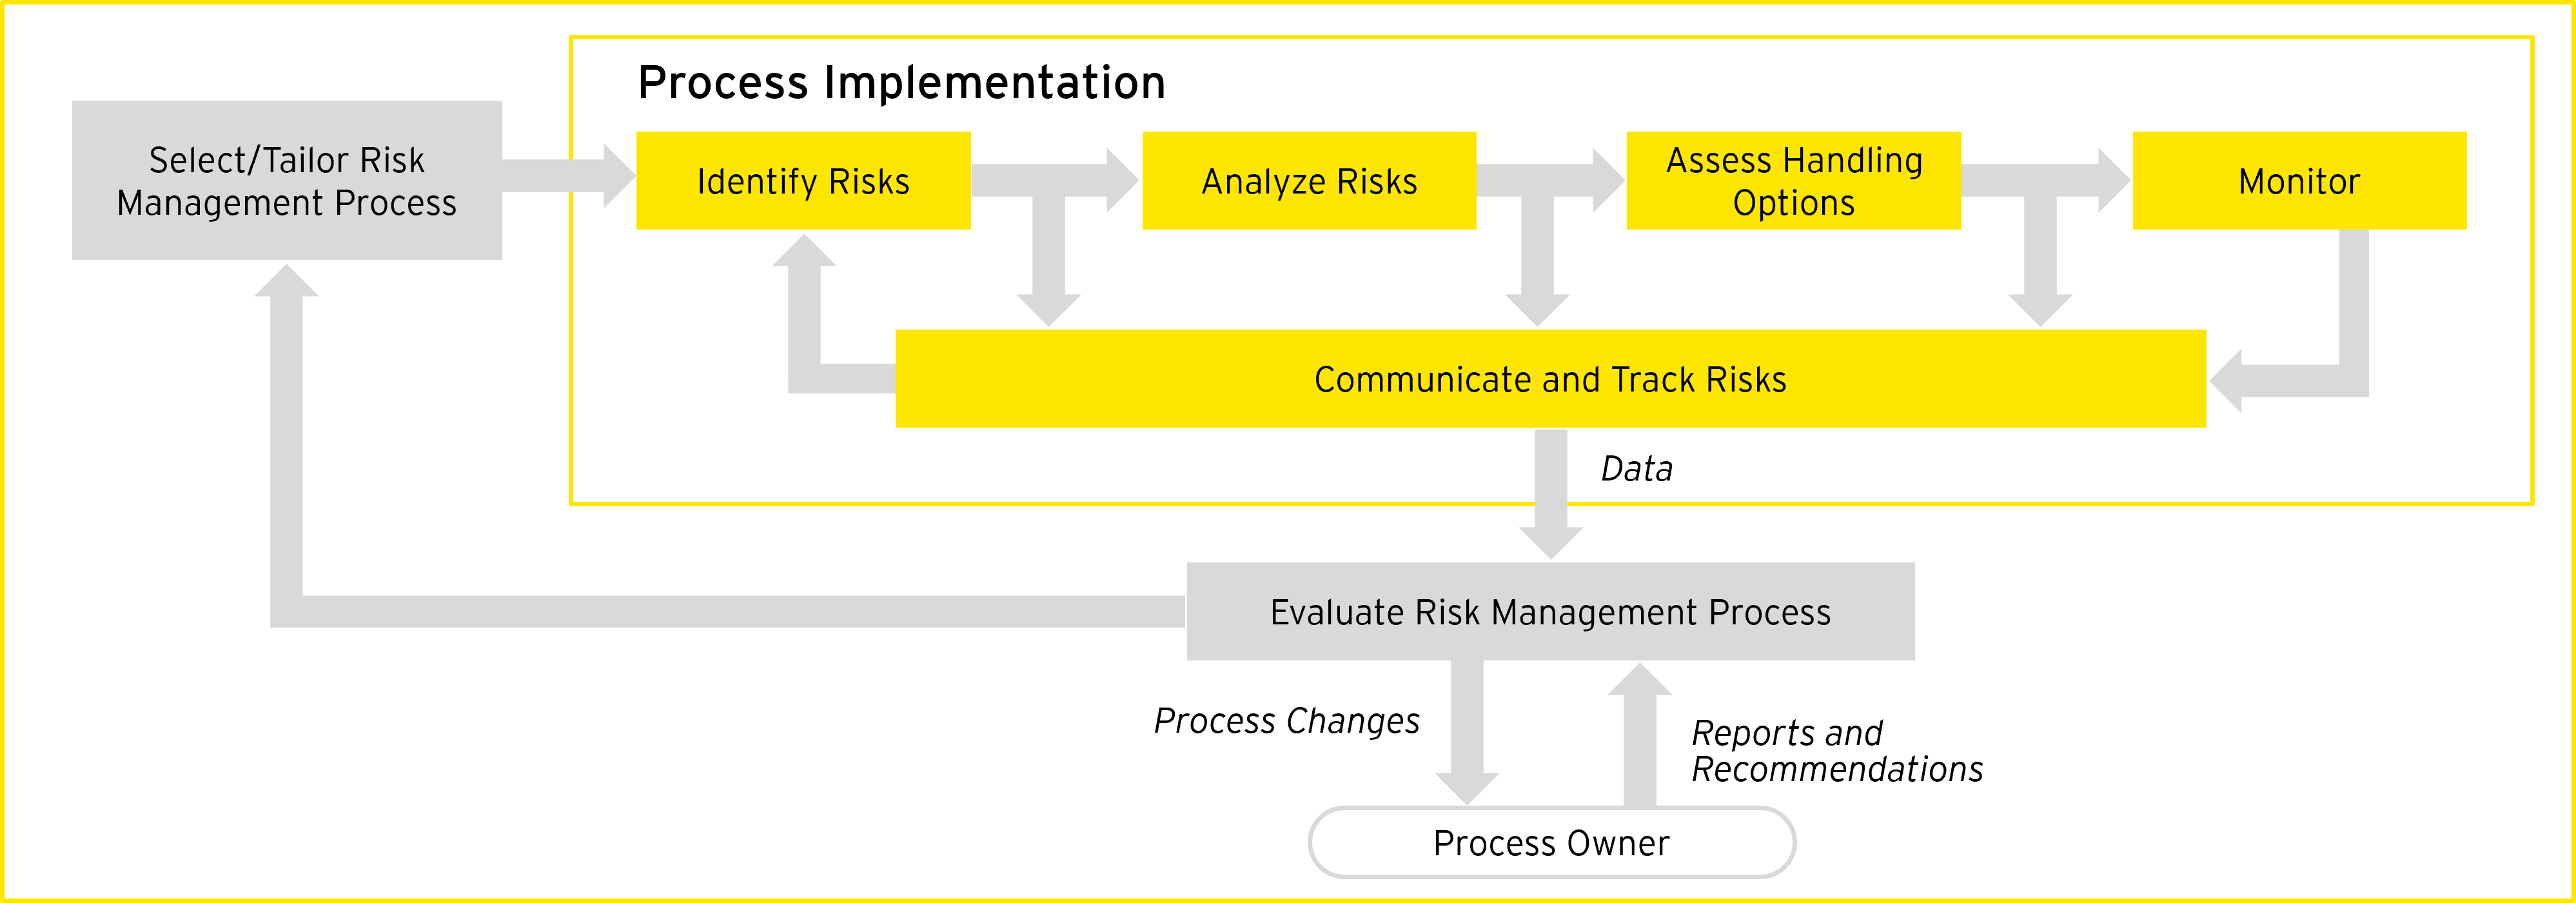 Process Implementation
Select/Tailor Risk
Management Process
Identify Risks
Analyze Risks
Assess Handling
Options
Monitor
Communicate and Track Risks
Data
Evaluate Risk Management Process
Process Changes
Reports and
Recommendations
Process Owner